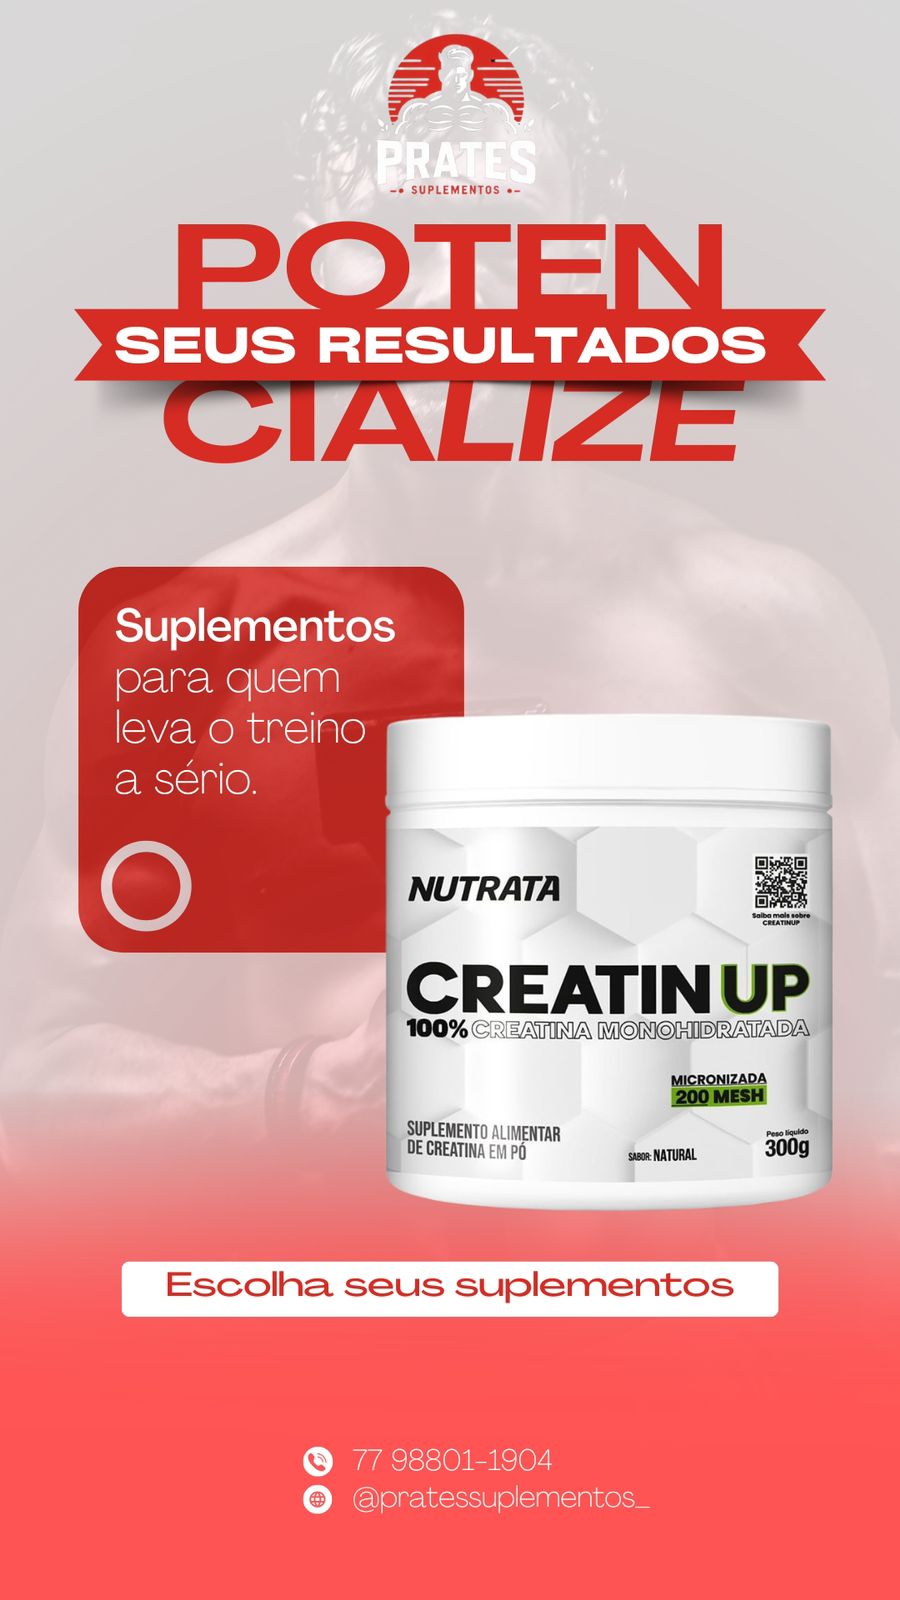 PRATES
SUPLEMENTOS
POTEN
SEUS RESULTADOS
CIALIZE
Suplementos
para quem
leva o treino
a sério.
NUTRATA
Saiba mais sobre
CREATINUP
CREATINUP
100% CREATINA MONOHIDRATADA
MICRONIZADA
200 MESH
SUPLEMENTO ALIMENTAR
DE CREATINA EM PÓ
SABOR: NATURAL
Peso líquido
300g
Escolha seus suplementos
77 98801-1904
@pratessuplementos_